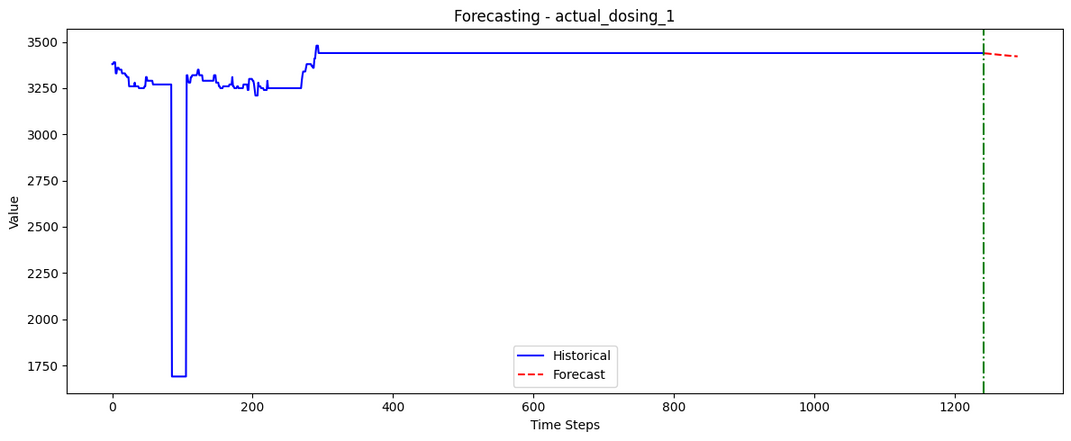 Forecasting - actual_dosing_1
Value
3500
3250
3000
2750
2500
2250
2000
1750
Historical
Forecast
0 200 400 600 800 1000 1200
Time Steps